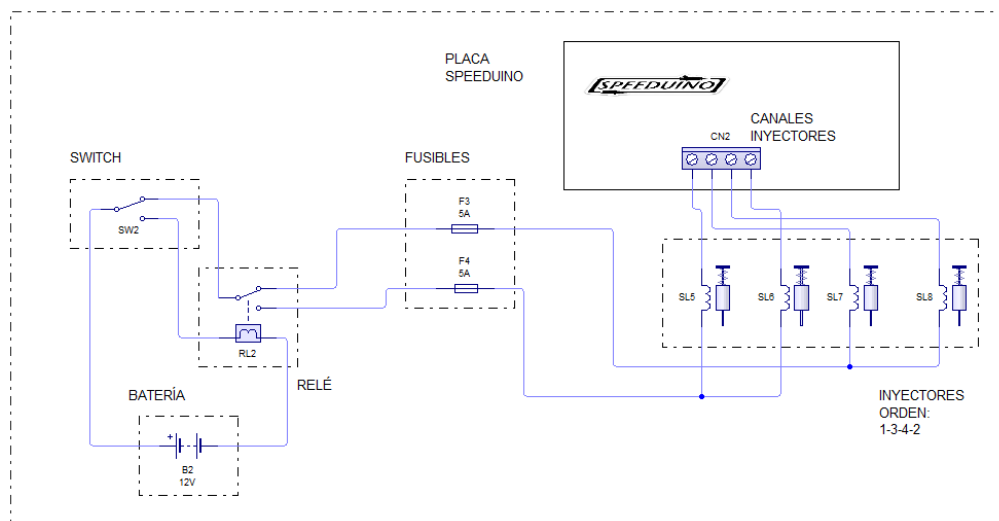 PLACA
SPEEDUINO
SPEEDUINO
CANALES
INYECTORES
CN2
SWITCH
SW2
FUSIBLES
F3
5A
F4
5A
SL5
SL6
SL7
SL8
RL2
RELÉ
BATERÍA
+
B2
12V
INYECTORES
ORDEN:
1-3-4-2